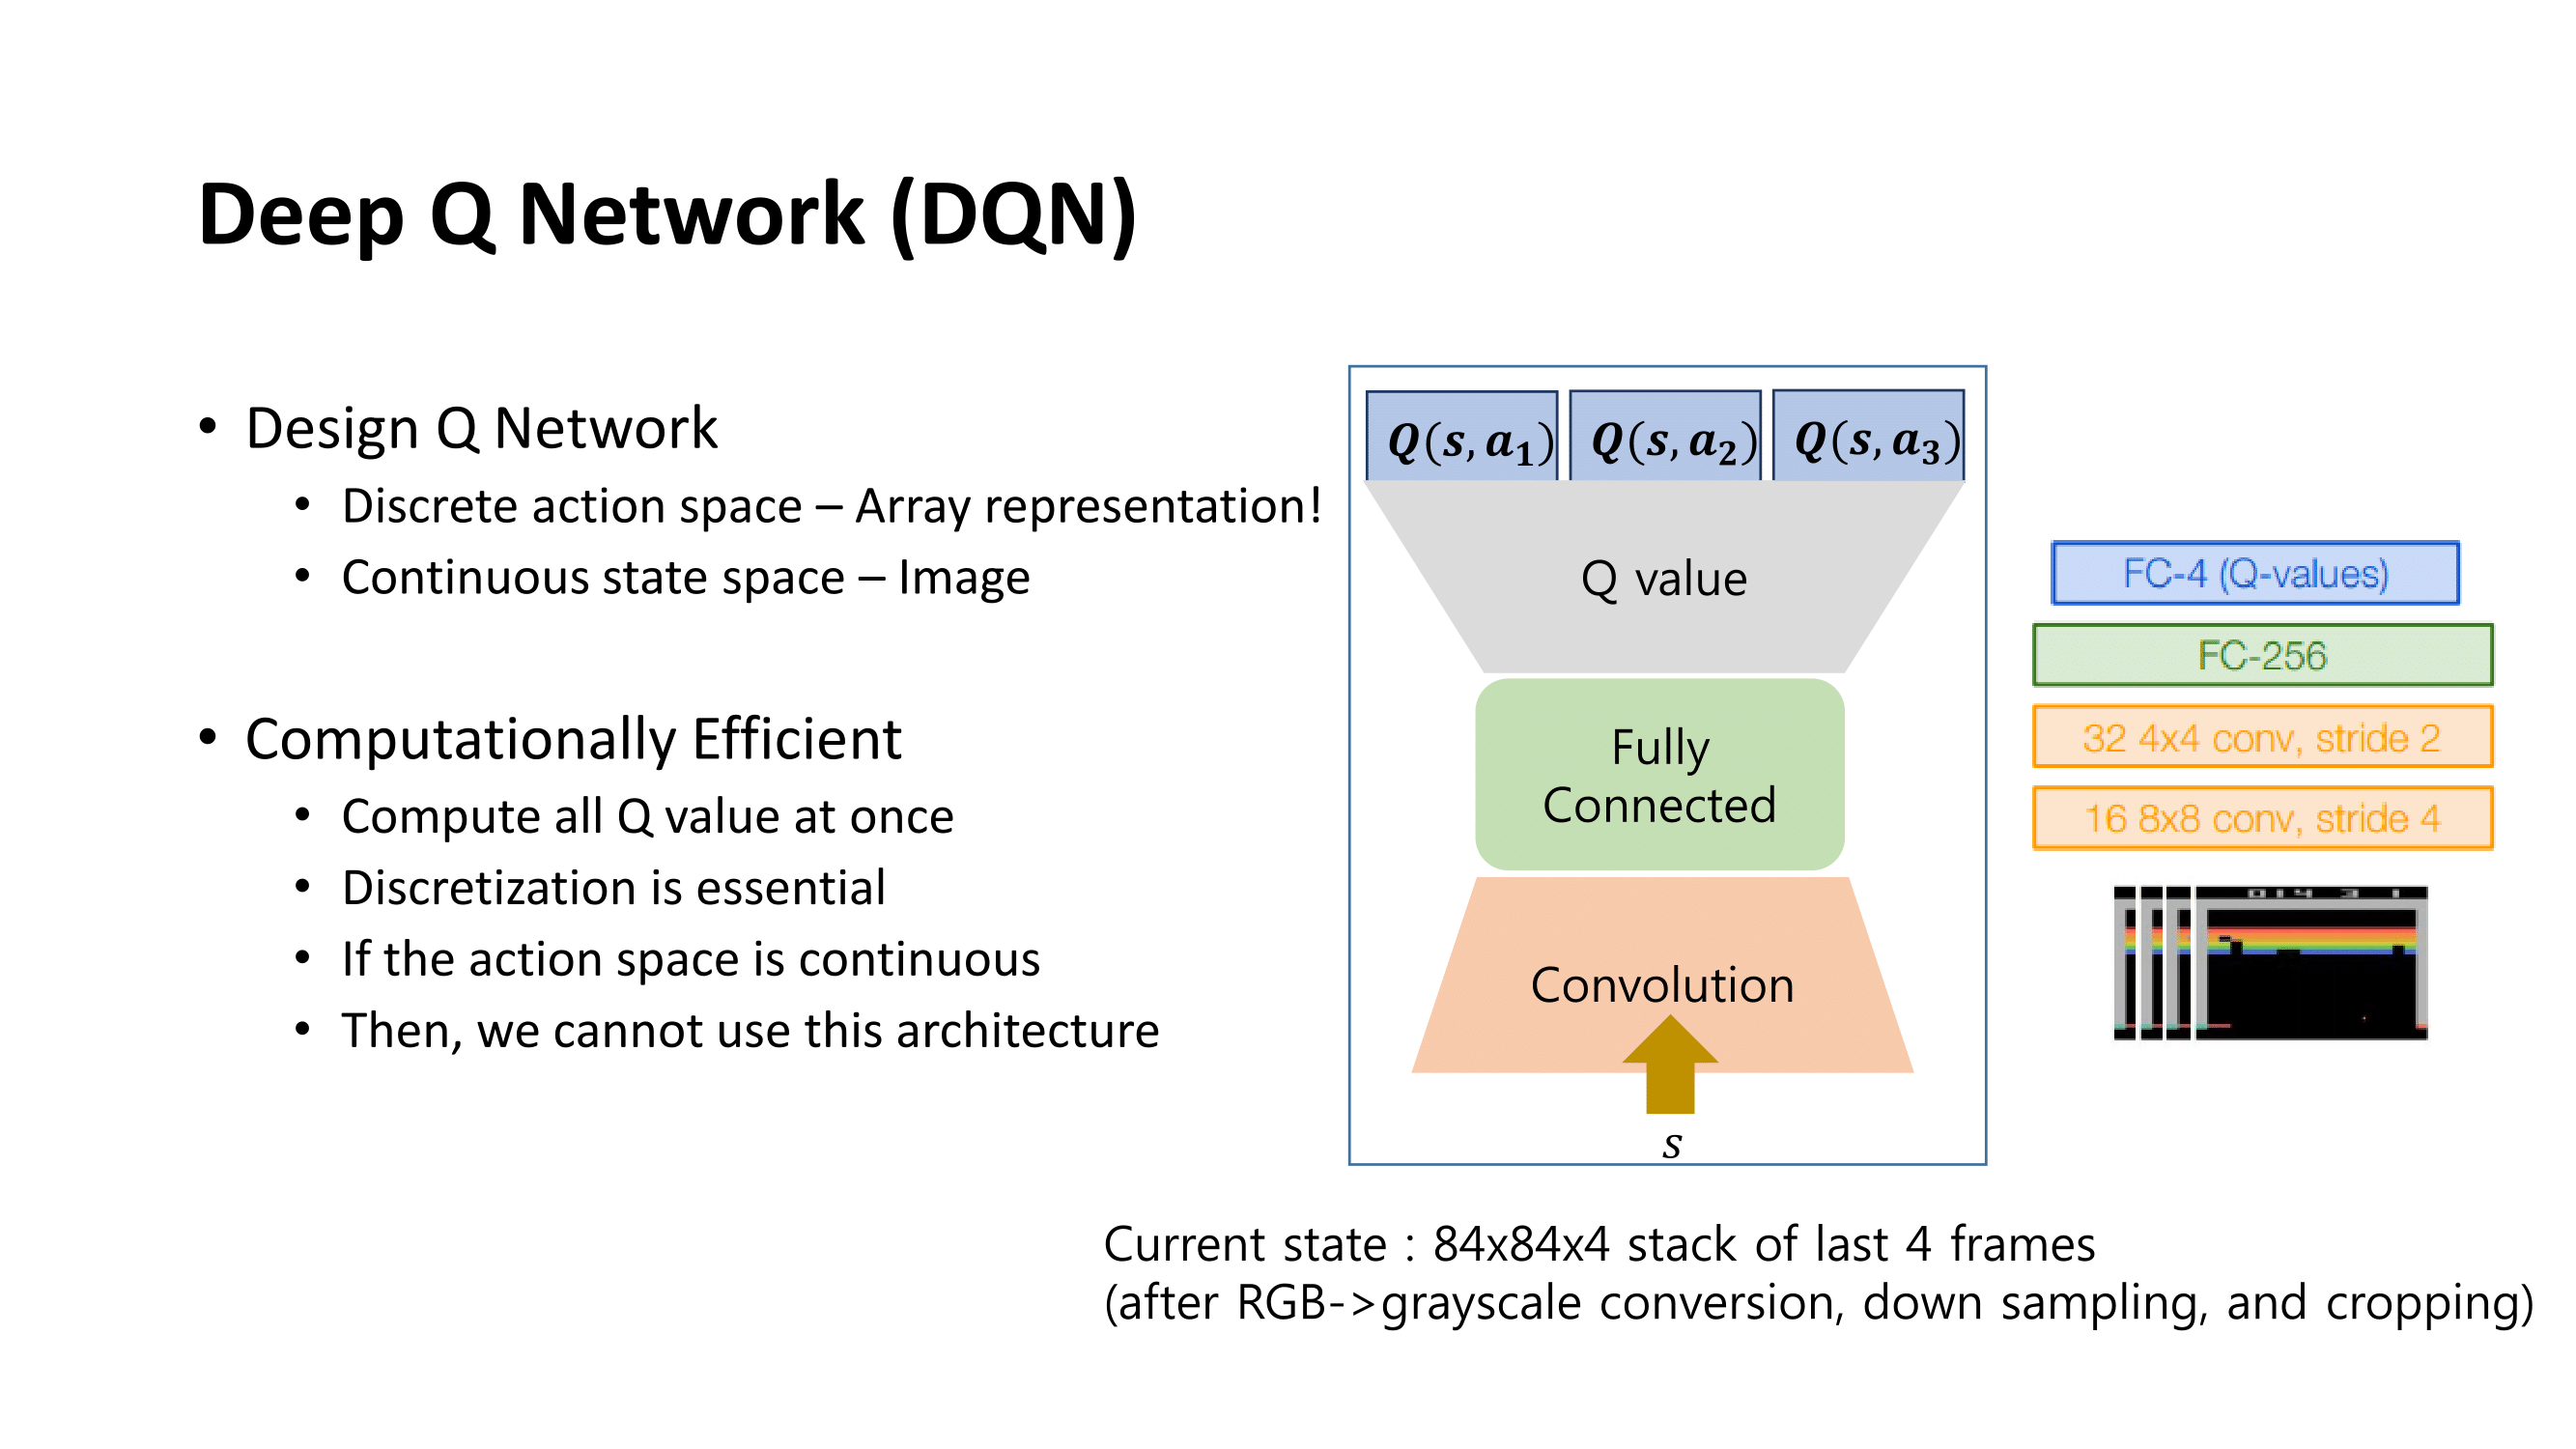 Deep Q Network (DQN)
• Design Q Network
• Discrete action space – Array representation!
• Continuous state space – Image
• Computationally Efficient
• Compute all Q value at once
• Discretization is essential
• If the action space is continuous
• Then, we cannot use this architecture
Q(s, a₁) Q(s, a₂) Q(s, a₃)
Q value
Fully
Connected
Convolution
s
FC-4 (Q-values)
FC-256
32 4x4 conv, stride 2
16 8x8 conv, stride 4
Current state : 84x84x4 stack of last 4 frames
(after RGB->grayscale conversion, down sampling, and cropping)